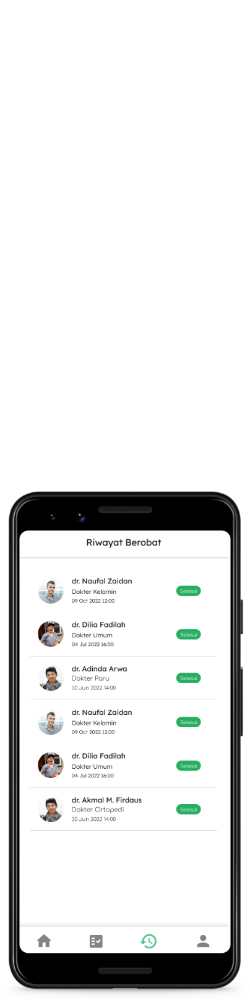 Riwayat Berobat
dr. Naufal Zaidan
Dokter Kelamin
09 Oct 2022 12:00
Selesai
dr. Dilia Fadilah
Dokter Umum
04 Jul 2022 16:00
Selesai
dr. Adinda Arwa
Dokter Paru
30 Jun 2022 14:00
Selesai
dr. Naufal Zaidan
Dokter Kelamin
09 Oct 2022 12:00
Selesai
dr. Dilia Fadilah
Dokter Umum
04 Jul 2022 16:00
Selesai
dr. Akmal M. Firdaus
Dokter Ortopedi
30 Jun 2022 14:00
Selesai